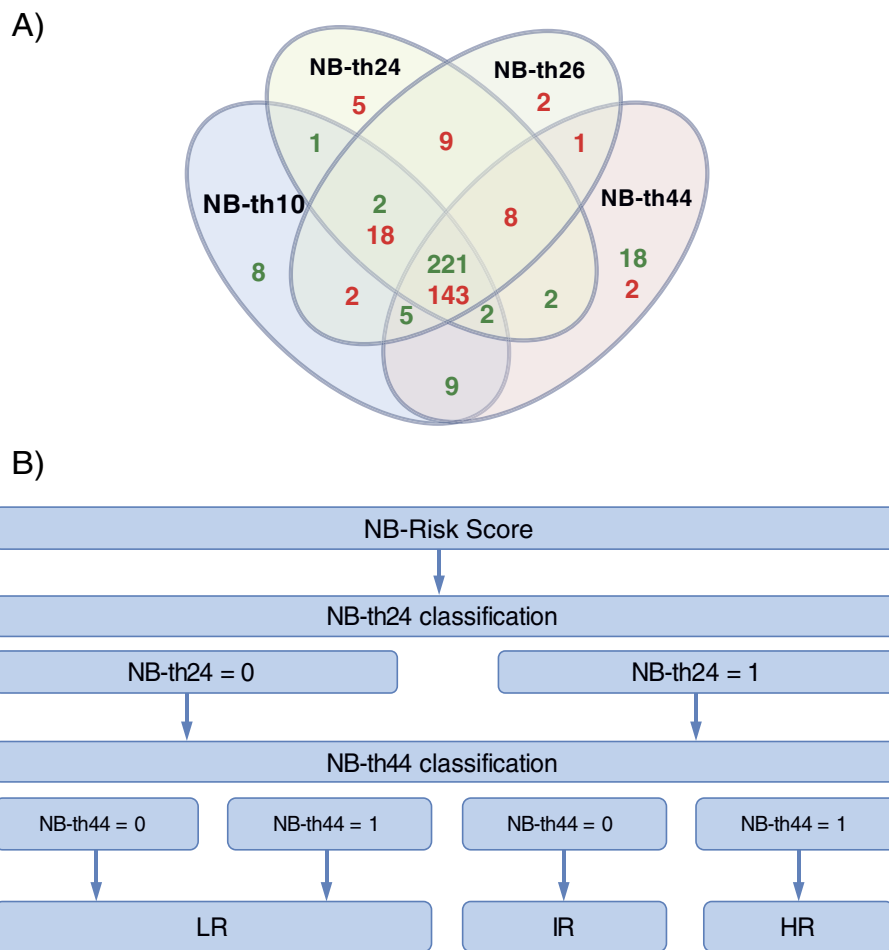 A)
NB-th24
NB-th26
5
2
1
9
1
NB-th10
2
8
NB-th44
18
8
221
18
2
143
2
5
2
2
9
B)
NB-Risk Score
NB-th24 classification
NB-th24 = 0
NB-th24 = 1
NB-th44 classification
NB-th44 = 0
NB-th44 = 1
NB-th44 = 0
NB-th44 = 1
LR
IR
HR